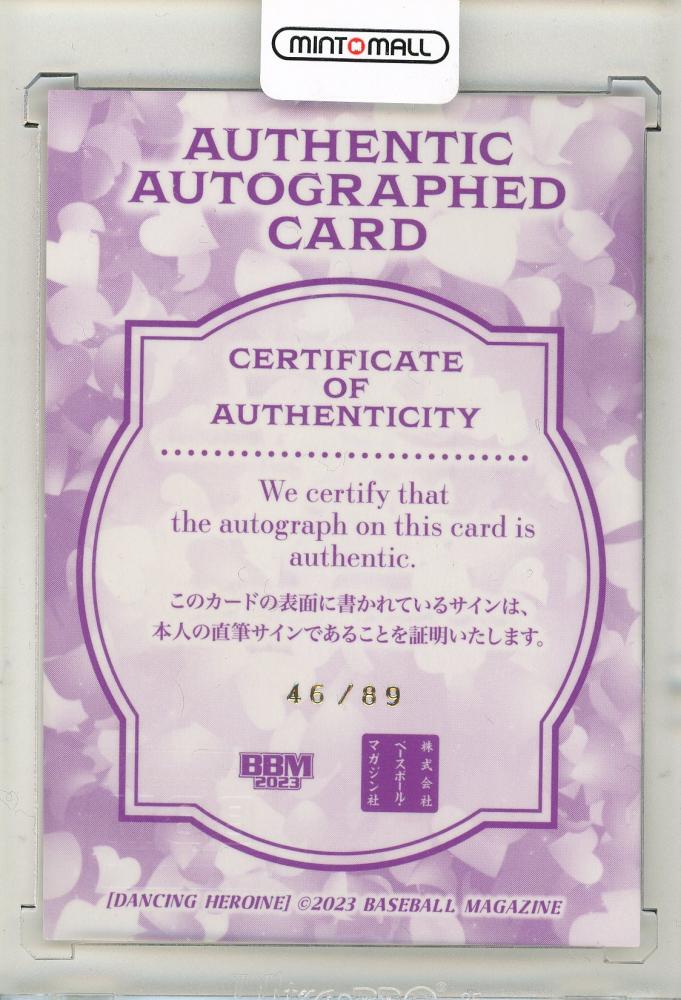 MINTMALL
AUTHENTIC
AUTOGRAPHED
CARD
CERTIFICATE
OF
AUTHENTICITY
We certify that
the autograph on this card is
authentic.
このカードの表面に書かれているサインは、
本人の直筆サインであることを証明いたします。
46/89
BBM
2023
株式会社
ベースボール・
マガジン社
[DANCING HEROINE] ©2023 BASEBALL MAGAZINE